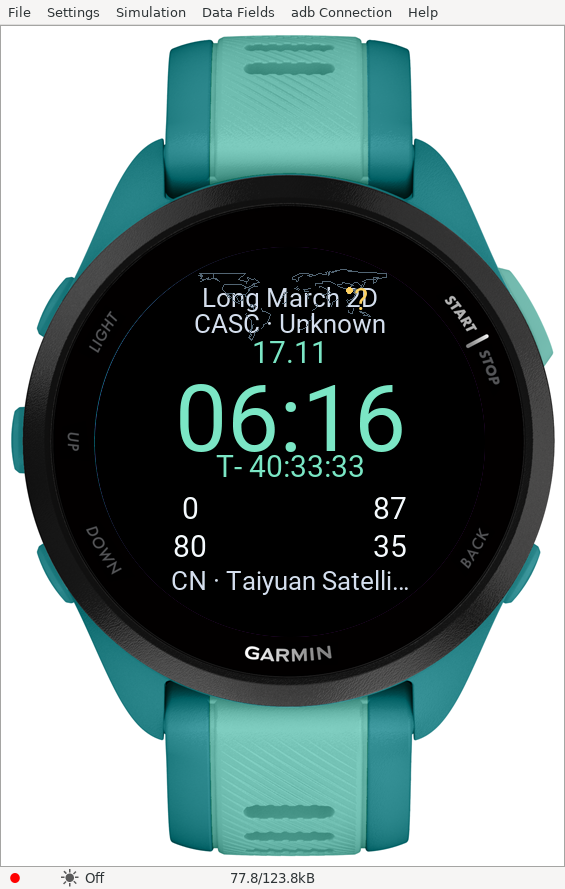 File Settings Simulation Data Fields adb Connection Help
Long March 2D
?
CASC · Unknown
17.11
06:16
T- 40:33:33
0 87
80 35
CN · Taiyuan Satelli...
LIGHT
UP
DOWN
START
STOP
BACK
GARMIN
Off 77.8/123.8kB